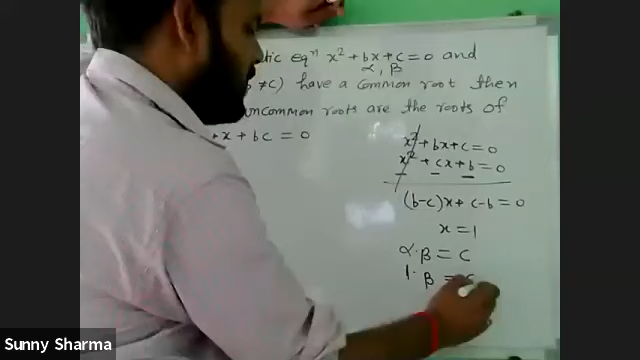 tic eqⁿ x² + bx + c = 0 and
α, β
≠ c) have a common root then
uncommon roots are the roots of
+ x + bc = 0
x² + bx + c = 0
x² + cx + b = 0
(b-c)x + c-b = 0
x = 1
α·β = c
1·β =
Sunny Sharma